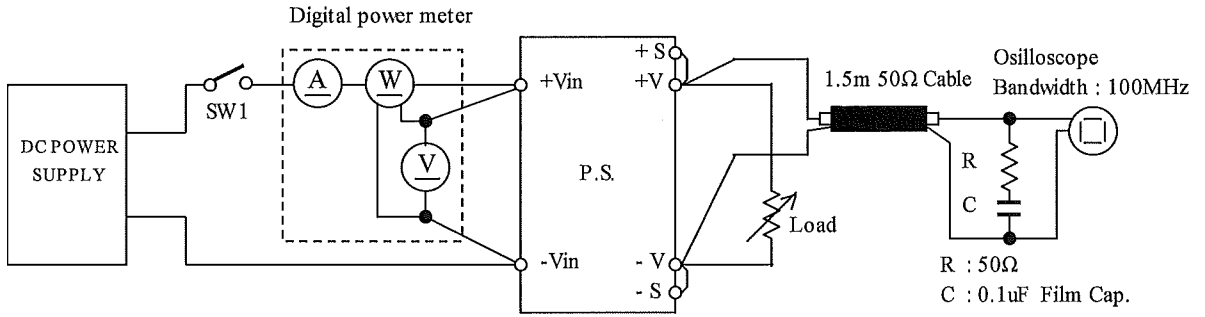 Digital power meter
DC POWER
SUPPLY
SW1
A
W
V
+Vin
-Vin
P.S.
+ S
+V
- V
- S
Load
1.5m 50Ω Cable
Osilloscope
Bandwidth : 100MHz
R
C
R : 50Ω
C : 0.1uF Film Cap.